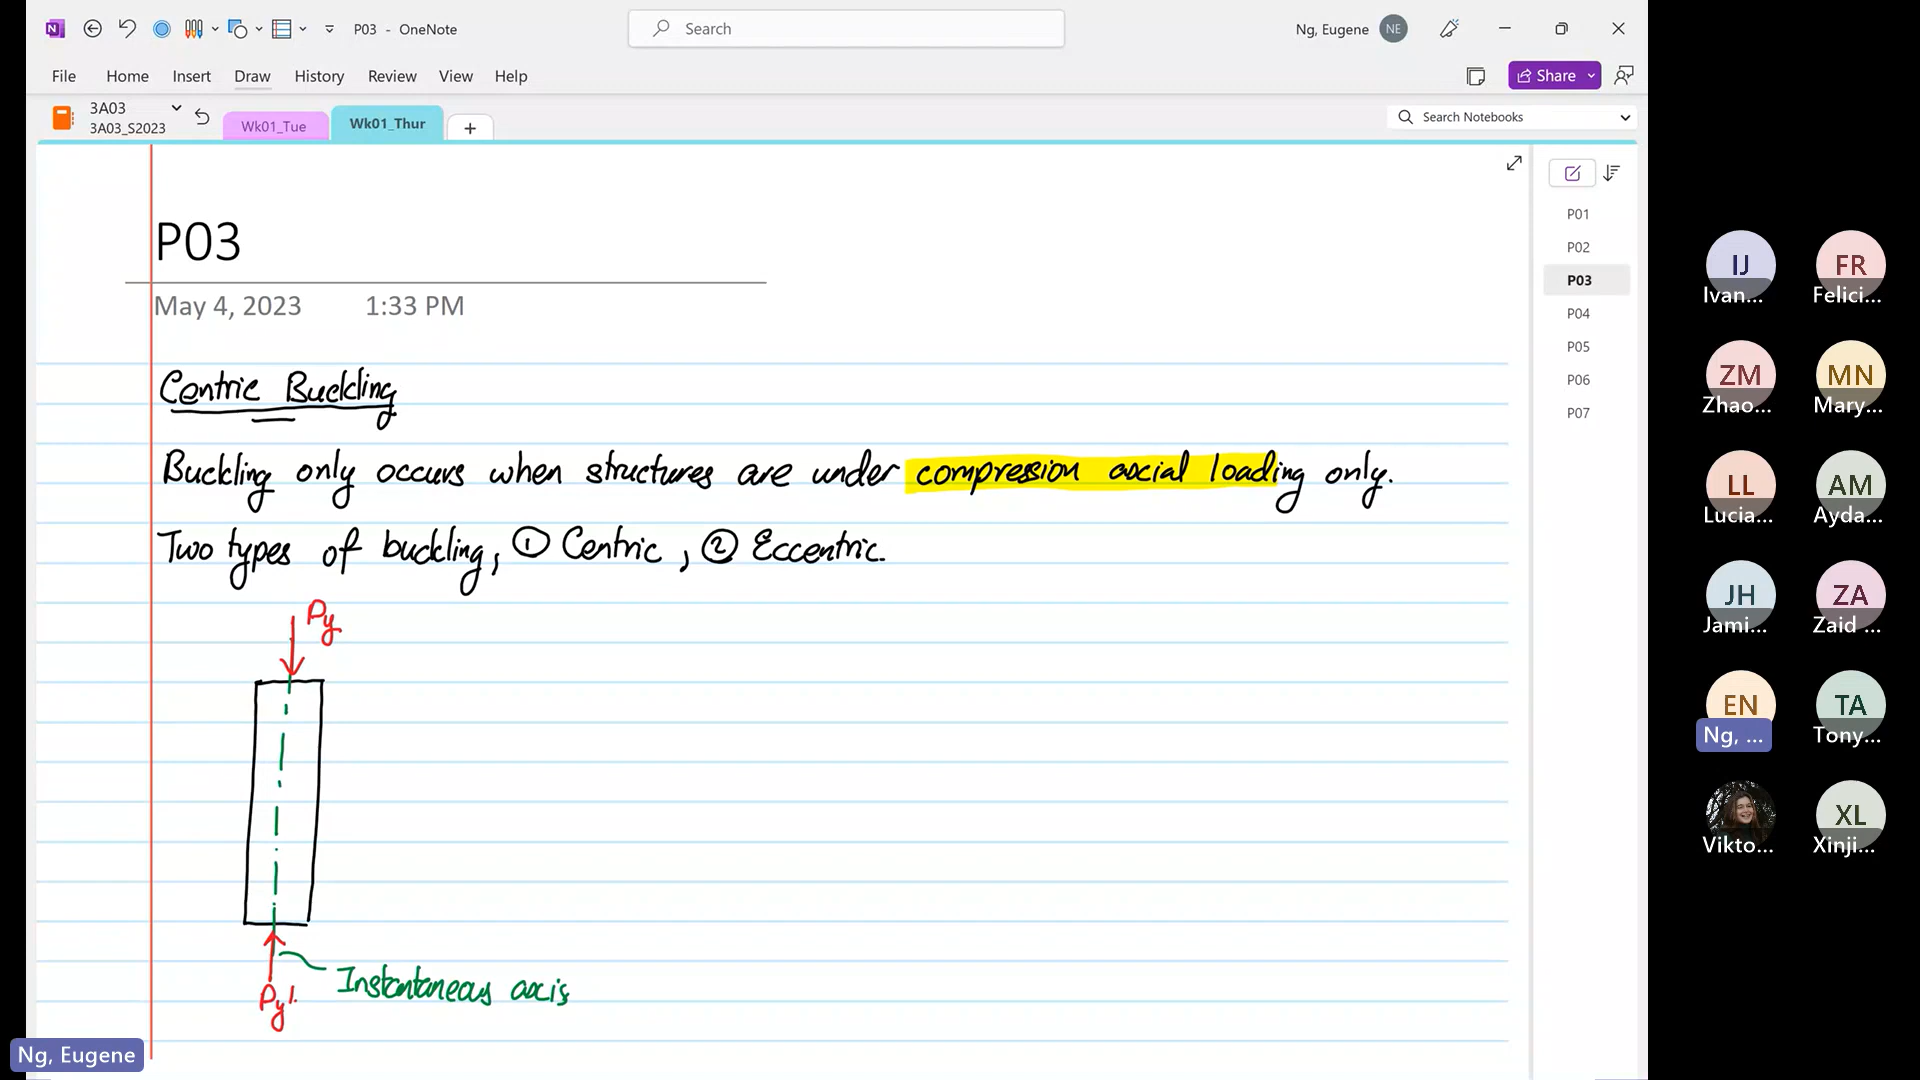 P03 - OneNote
Search
Ng, Eugene
NE
File Home Insert Draw History Review View Help
Share
3A03
3A03_S2023
Wk01_Tue
Wk01_Thur
+
Search Notebooks
P03
May 4, 2023 1:33 PM
P01
P02
P03
P04
P05
P06
P07
Centric Buckling
Buckling only occurs when structures are under compression axial loading only.
Two types of buckling, ① Centric, ② Eccentric.
Py
Instantaneous axis
Py'.
IJ
Ivan...
FR
Felici...
ZM
Zhao...
MN
Mary...
LL
Lucia...
AM
Ayda...
JH
Jami...
ZA
Zaid ...
EN
Ng, ...
TA
Tony...
Vikto...
XL
Xinji...
Ng, Eugene